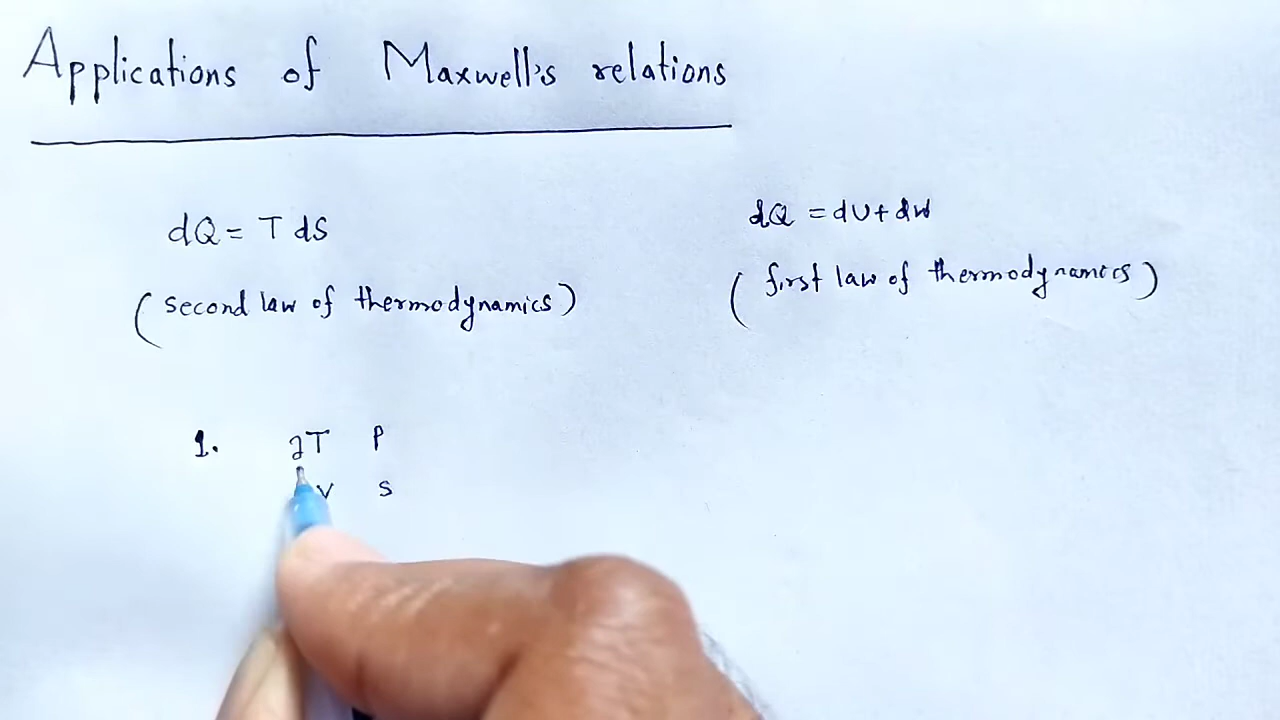 Applications of Maxwell's relations
dQ = T dS
(second law of thermodynamics)
dQ = dU + dW
(first law of thermodynamics)
1. ∂T P
V S